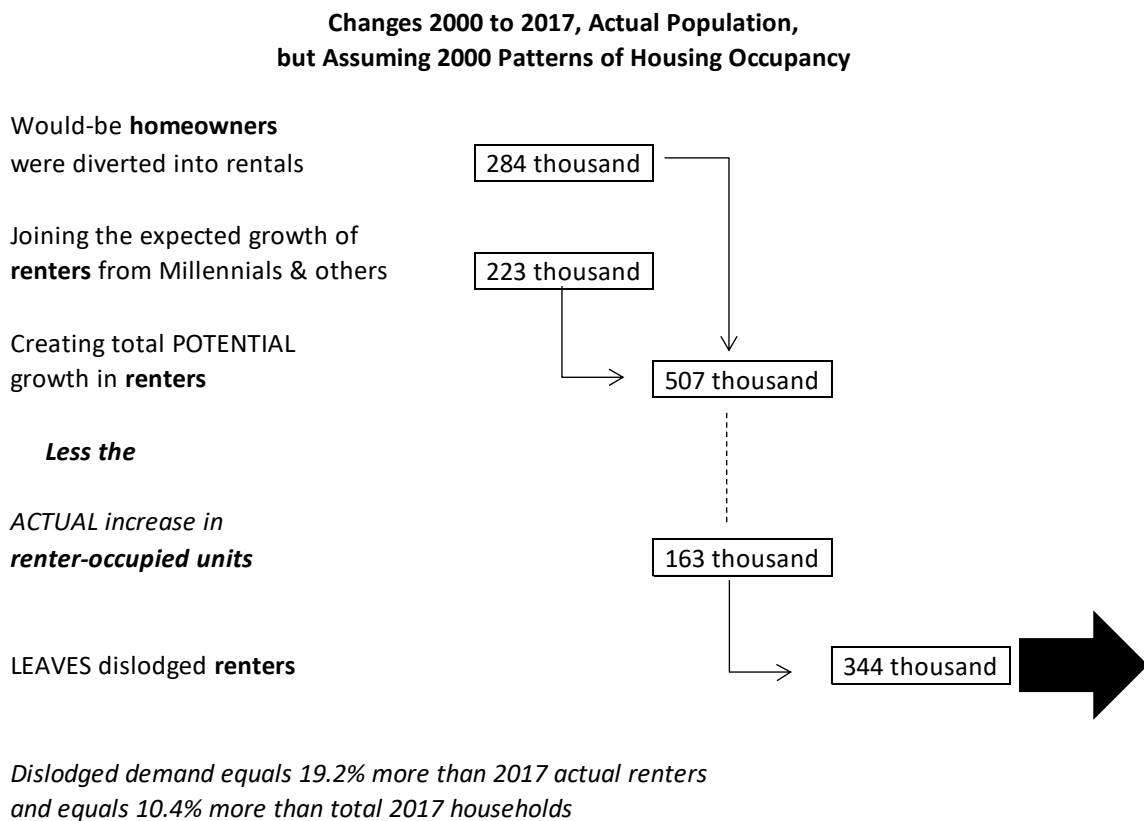 Changes 2000 to 2017, Actual Population,
but Assuming 2000 Patterns of Housing Occupancy
Would-be homeowners
were diverted into rentals
284 thousand
Joining the expected growth of
renters from Millennials & others
223 thousand
Creating total POTENTIAL
growth in renters
507 thousand
Less the
ACTUAL increase in
renter-occupied units
163 thousand
LEAVES dislodged renters
344 thousand
Dislodged demand equals 19.2% more than 2017 actual renters
and equals 10.4% more than total 2017 households